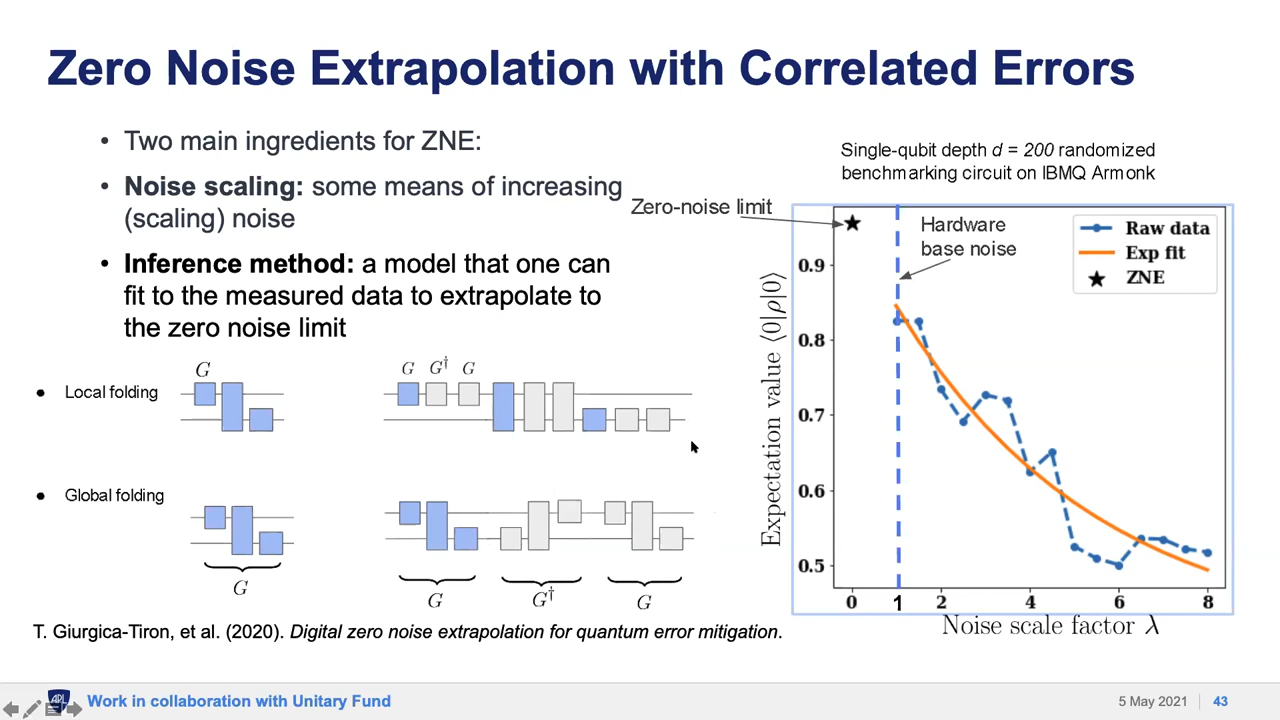 Zero Noise Extrapolation with Correlated Errors
• Two main ingredients for ZNE:
• Noise scaling: some means of increasing
(scaling) noise
• Inference method: a model that one can
fit to the measured data to extrapolate to
the zero noise limit
● Local folding
G
G G† G
● Global folding
G
G G† G
T. Giurgica-Tiron, et al. (2020). Digital zero noise extrapolation for quantum error mitigation.
Single-qubit depth d = 200 randomized
benchmarking circuit on IBMQ Armonk
Zero-noise limit
Hardware
base noise
Raw data
Exp fit
ZNE
Expectation value ⟨0|ρ|0⟩
0.9
0.8
0.7
0.6
0.5
0 1 2 4 6 8
Noise scale factor λ
APL
Work in collaboration with Unitary Fund
5 May 2021 43